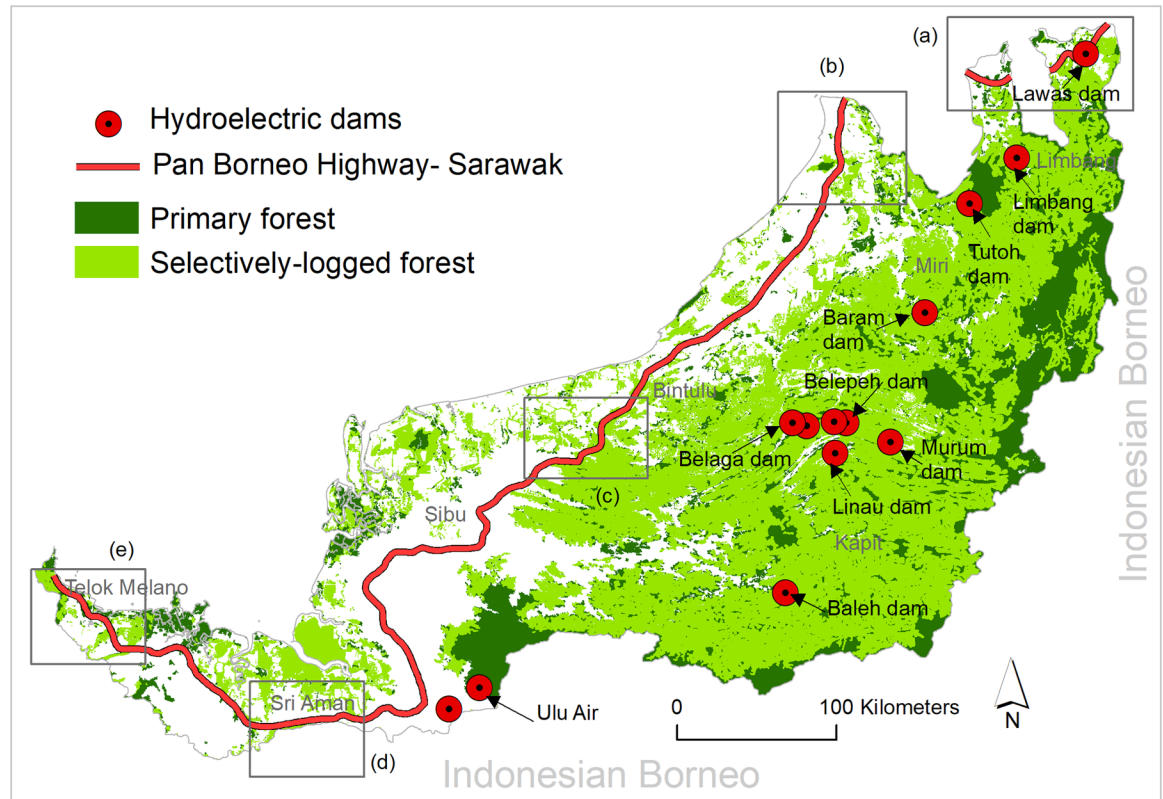 (a)
(b)
Lawas dam
Hydroelectric dams
Pan Borneo Highway- Sarawak
Primary forest
Selectively-logged forest
Limbang
Limbang
dam
Tutoh
dam
Miri
Baram
dam
Indonesian Borneo
Bintulu
Belepeh dam
Belaga dam
Murum
dam
(c)
Linau dam
Sibu
Kapit
(e)
Telok Melano
Baleh dam
Sri Aman
Ulu Air
0
100 Kilometers
N
(d)
Indonesian Borneo